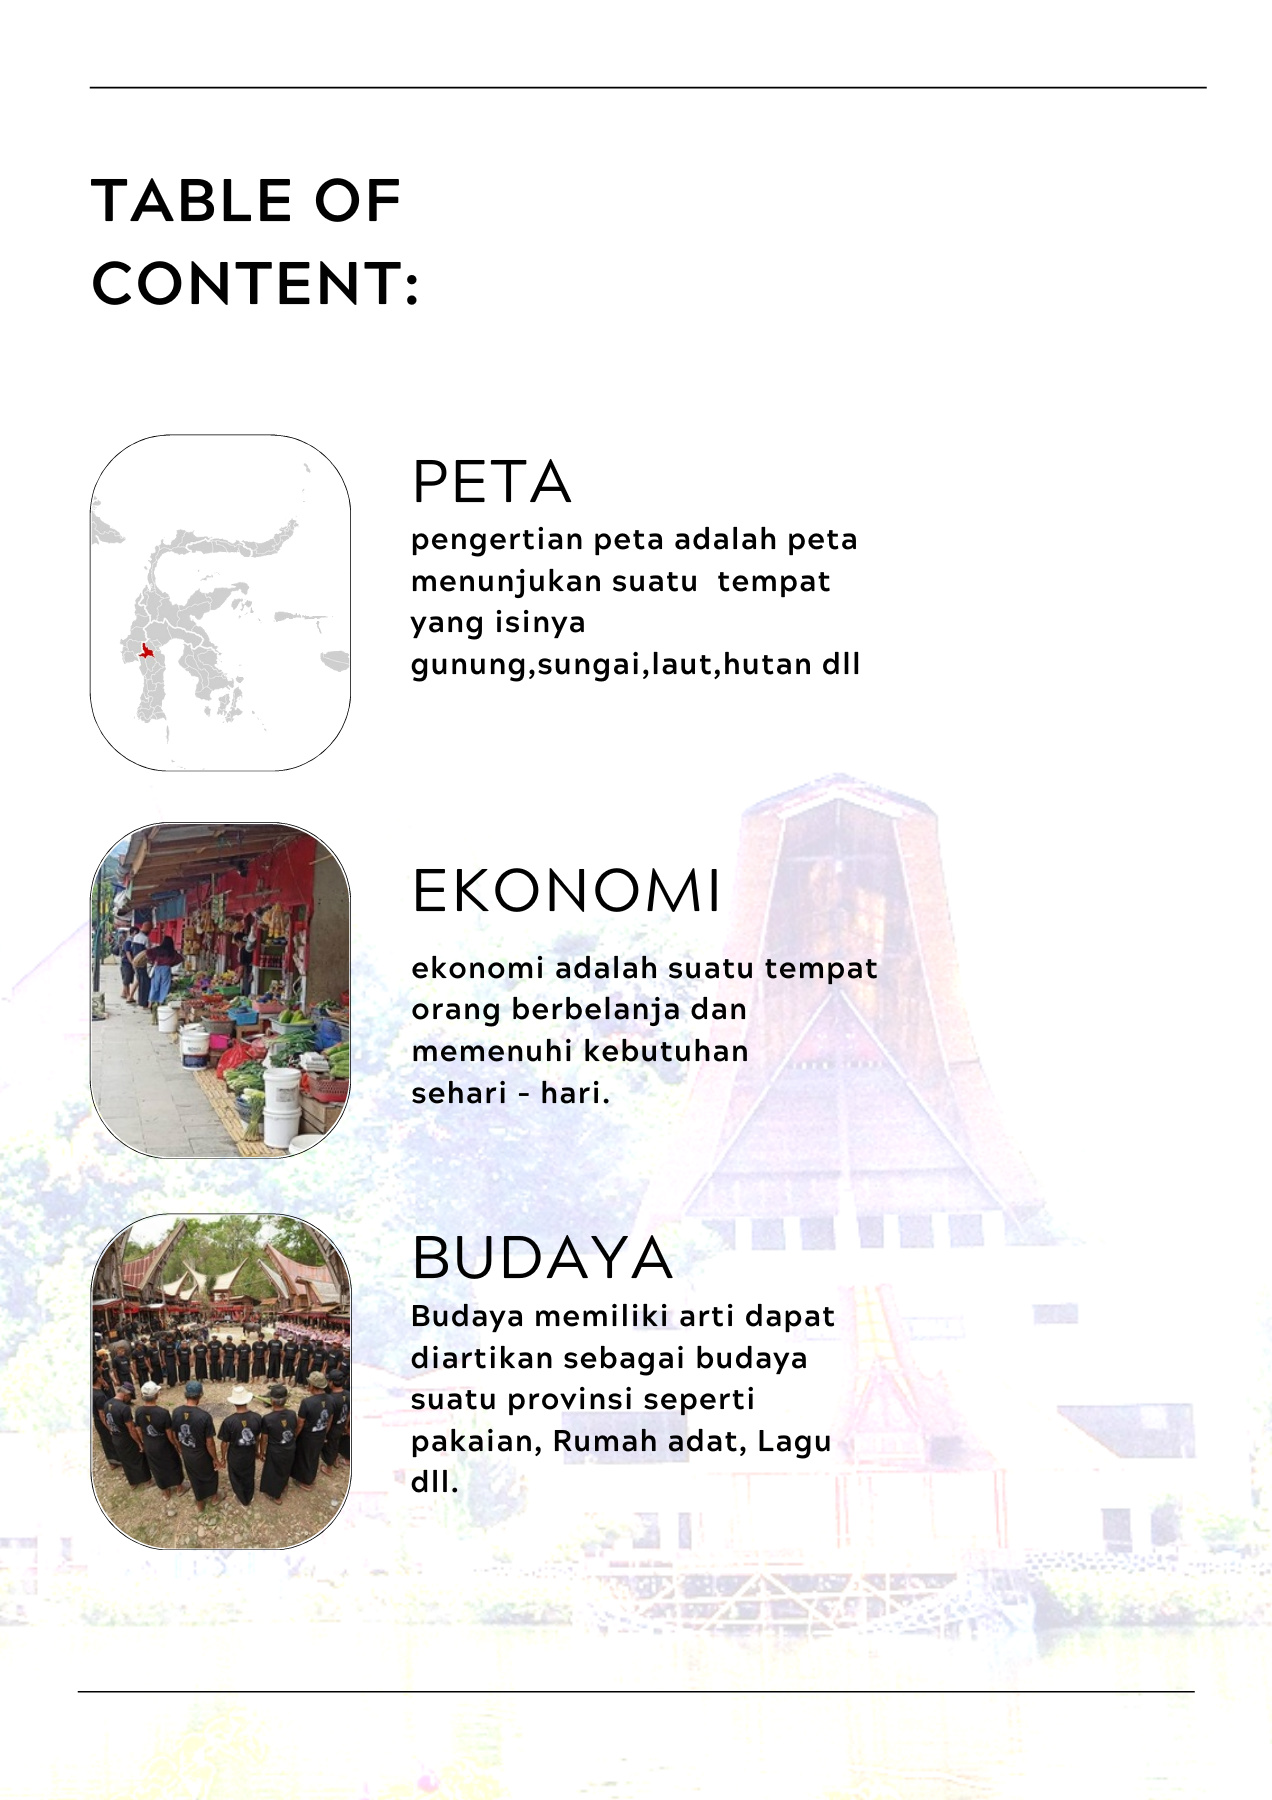 TABLE OF
CONTENT:
PETA
pengertian peta adalah peta
menunjukan suatu  tempat
yang isinya
gunung,sungai,laut,hutan dll
EKONOMI
ekonomi adalah suatu tempat
orang berbelanja dan
memenuhi kebutuhan
sehari - hari.
BUDAYA
Budaya memiliki arti dapat
diartikan sebagai budaya
suatu provinsi seperti
pakaian, Rumah adat, Lagu
dll.